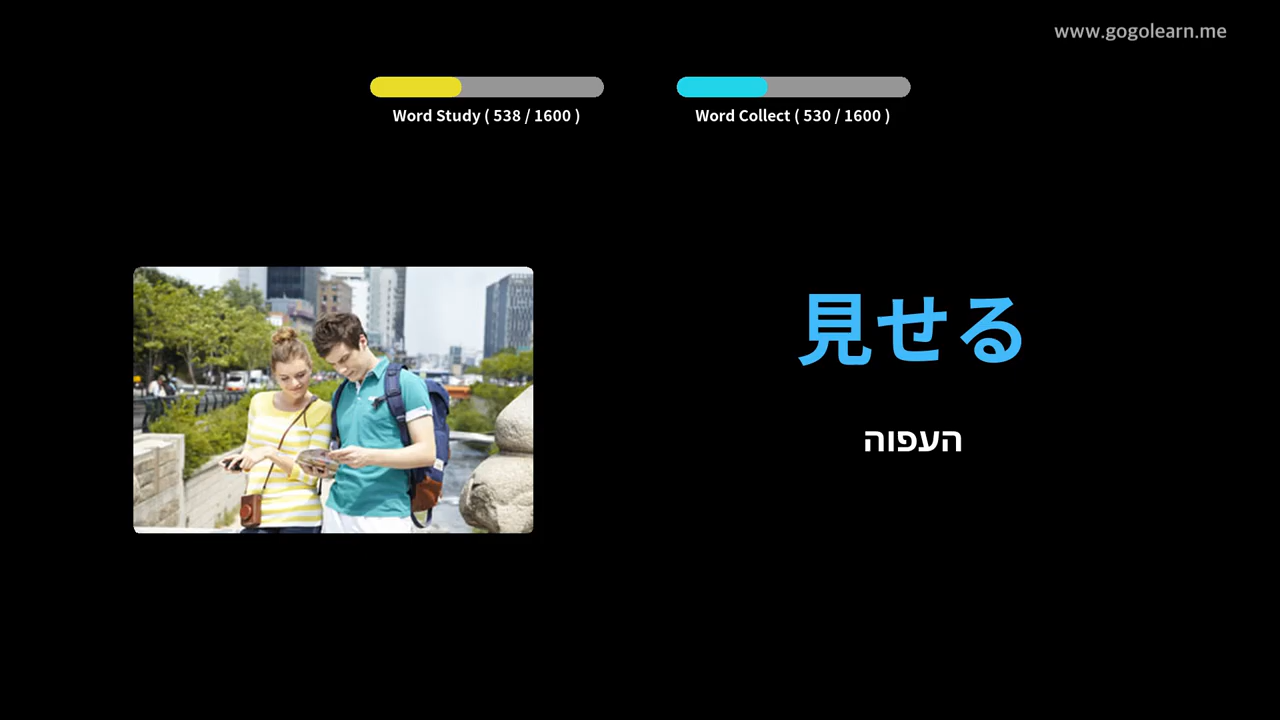 www.gogolearn.me
Word Study ( 538 / 1600 )
Word Collect ( 530 / 1600 )
見せる
העפוה